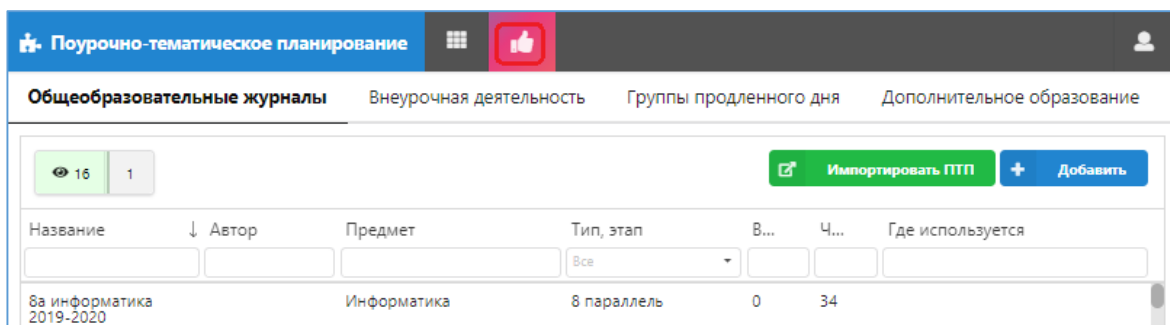 Поурочно-тематическое планирование
Общеобразовательные журналы Внеурочная деятельность Группы продленного дня Дополнительное образование
16 1 Импортировать ПТП + Добавить
Название ↓ Автор Предмет Тип, этап В... Ч... Где используется
Все
8а информатика Информатика 8 параллель 0 34
2019-2020